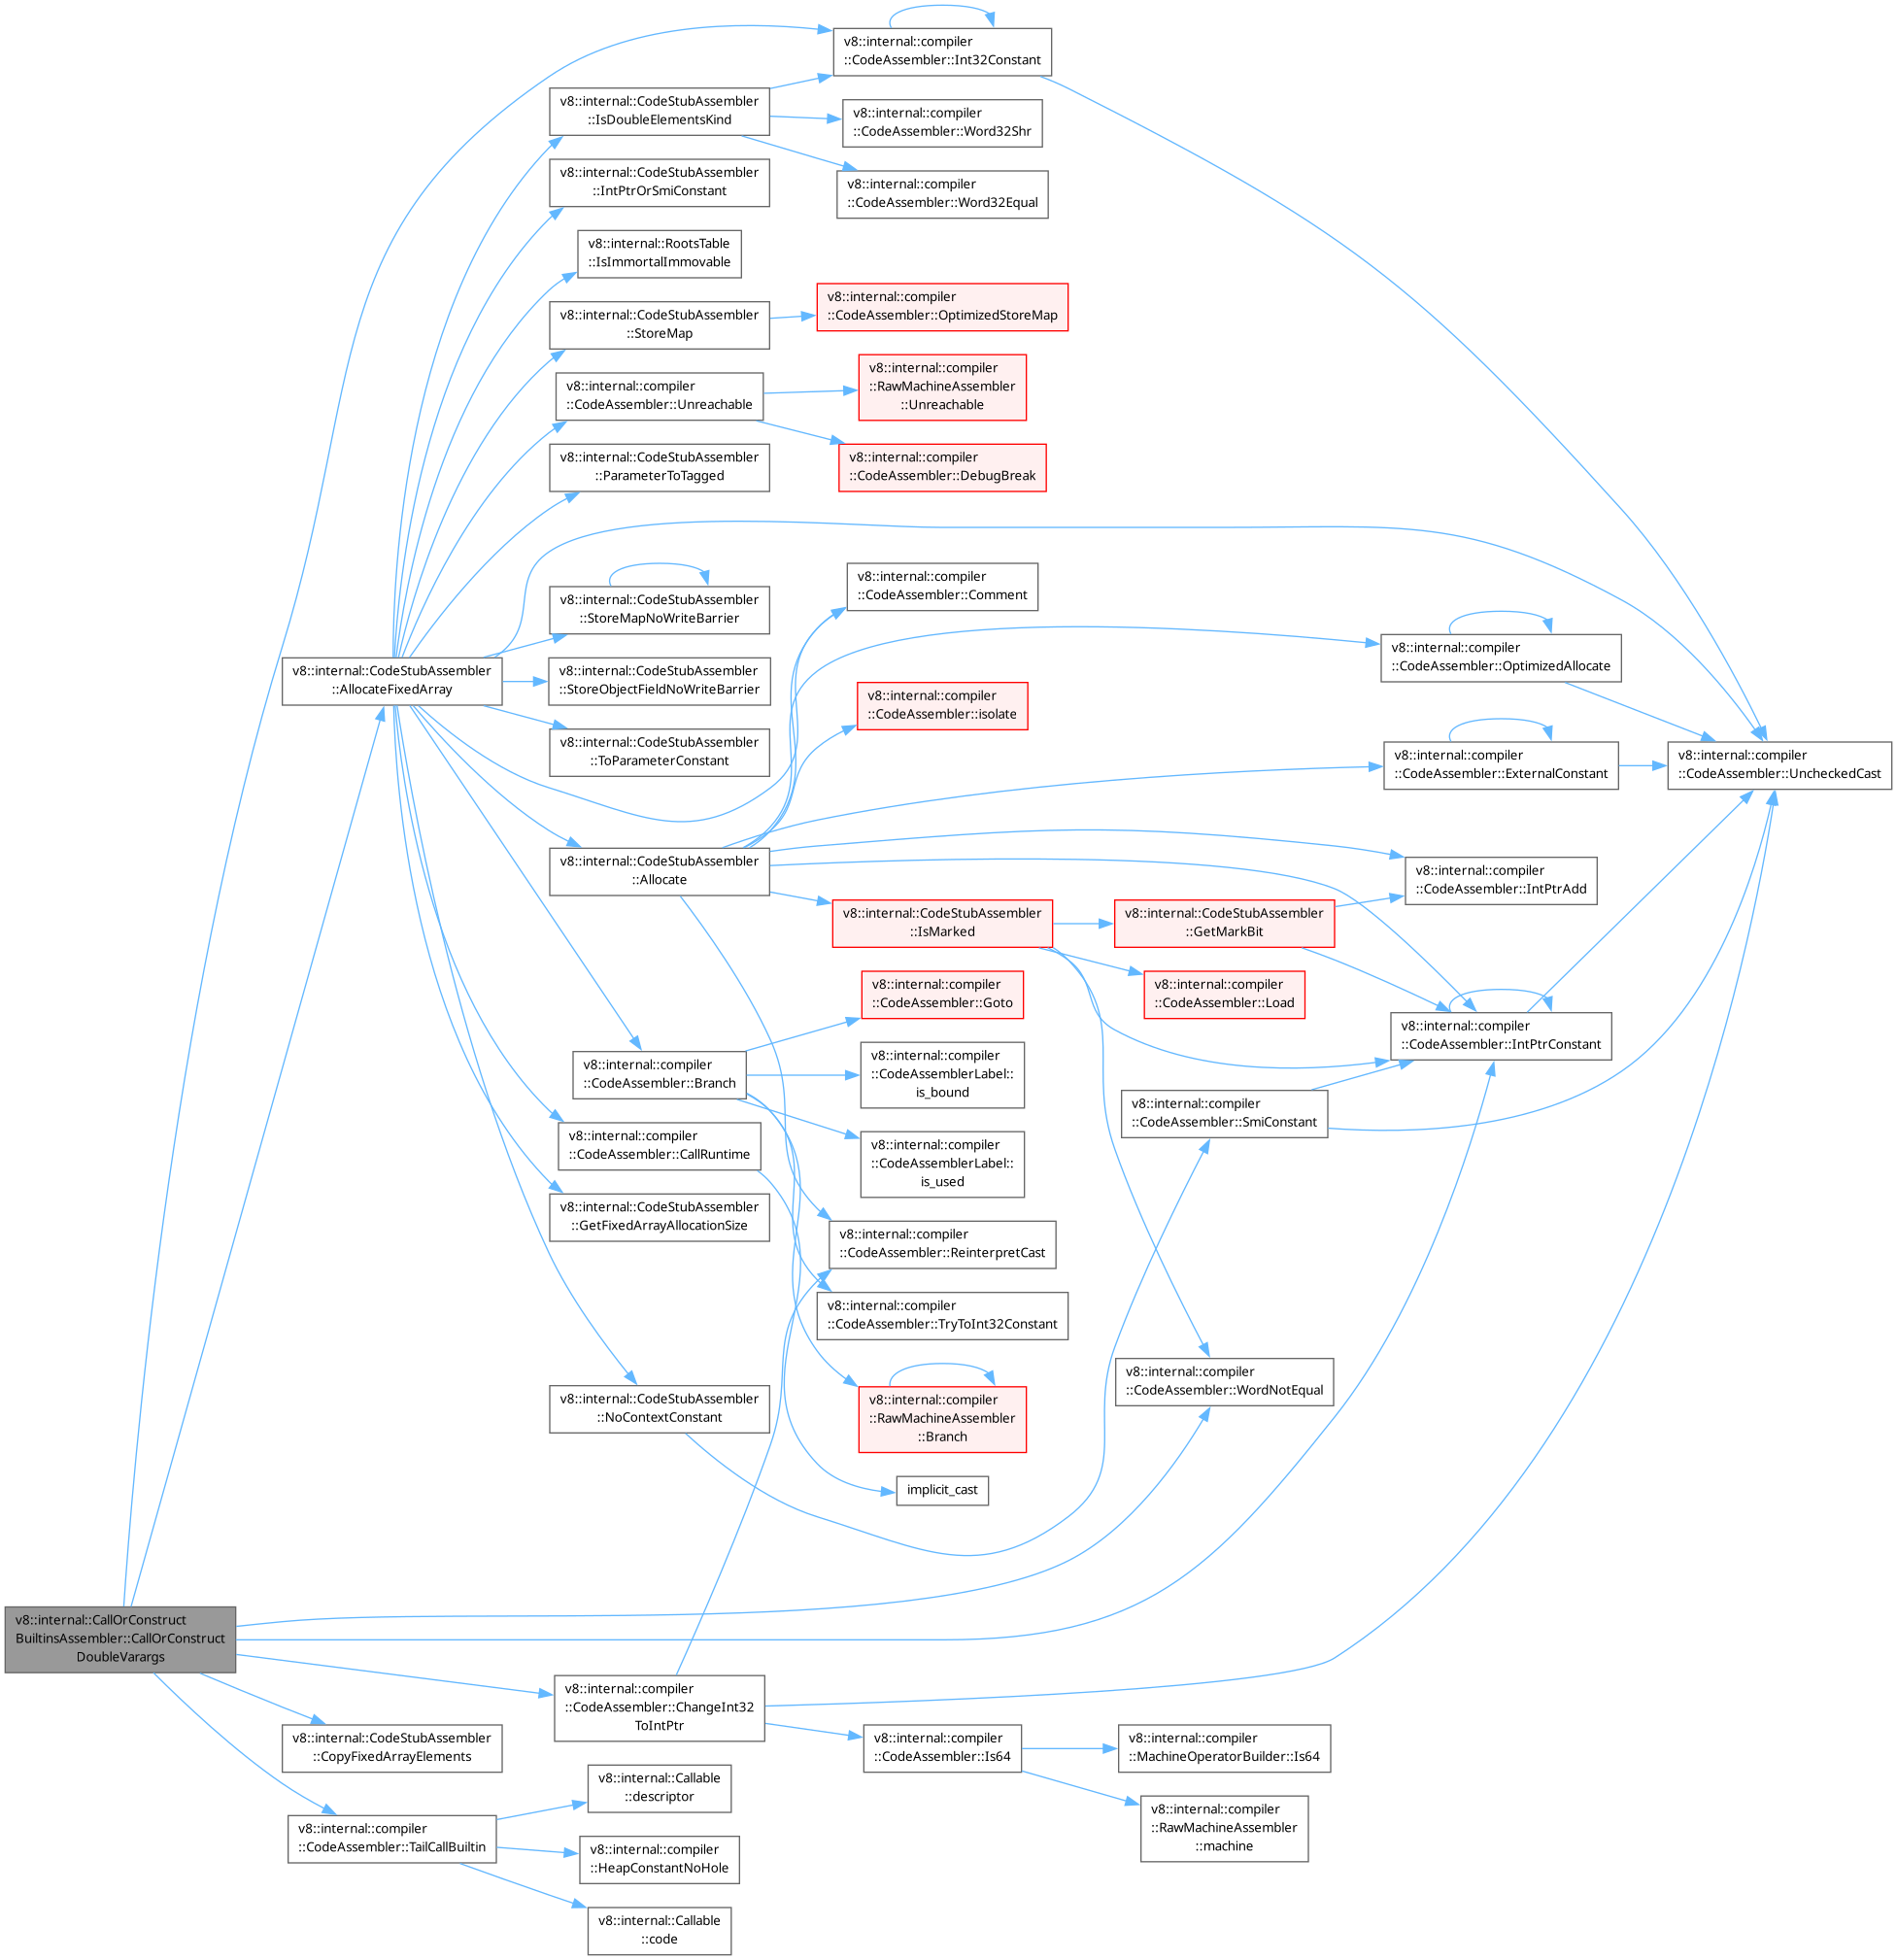 v8::internal::compiler
::CodeAssembler::Int32Constant
v8::internal::CodeStubAssembler
::IsDoubleElementsKind
v8::internal::compiler
::CodeAssembler::Word32Shr
v8::internal::CodeStubAssembler
::IntPtrOrSmiConstant
v8::internal::compiler
::CodeAssembler::Word32Equal
v8::internal::RootsTable
::IsImmortalImmovable
v8::internal::CodeStubAssembler
::StoreMap
v8::internal::compiler
::CodeAssembler::OptimizedStoreMap
v8::internal::compiler
::CodeAssembler::Unreachable
v8::internal::compiler
::RawMachineAssembler
::Unreachable
v8::internal::CodeStubAssembler
::ParameterToTagged
v8::internal::compiler
::CodeAssembler::DebugBreak
v8::internal::CodeStubAssembler
::StoreMapNoWriteBarrier
v8::internal::compiler
::CodeAssembler::Comment
v8::internal::compiler
::CodeAssembler::OptimizedAllocate
v8::internal::CodeStubAssembler
::AllocateFixedArray
v8::internal::CodeStubAssembler
::StoreObjectFieldNoWriteBarrier
v8::internal::compiler
::CodeAssembler::isolate
v8::internal::CodeStubAssembler
::ToParameterConstant
v8::internal::compiler
::CodeAssembler::ExternalConstant
v8::internal::compiler
::CodeAssembler::UncheckedCast
v8::internal::CodeStubAssembler
::Allocate
v8::internal::compiler
::CodeAssembler::IntPtrAdd
v8::internal::CodeStubAssembler
::IsMarked
v8::internal::CodeStubAssembler
::GetMarkBit
v8::internal::compiler
::CodeAssembler::Goto
v8::internal::compiler
::CodeAssembler::Load
v8::internal::compiler
::CodeAssembler::IntPtrConstant
v8::internal::compiler
::CodeAssembler::Branch
v8::internal::compiler
::CodeAssemblerLabel::
is_bound
v8::internal::compiler
::CodeAssembler::SmiConstant
v8::internal::compiler
::CodeAssembler::CallRuntime
v8::internal::compiler
::CodeAssemblerLabel::
is_used
v8::internal::CodeStubAssembler
::GetFixedArrayAllocationSize
v8::internal::compiler
::CodeAssembler::ReinterpretCast
v8::internal::compiler
::CodeAssembler::TryToInt32Constant
v8::internal::compiler
::CodeAssembler::WordNotEqual
v8::internal::CodeStubAssembler
::NoContextConstant
v8::internal::compiler
::RawMachineAssembler
::Branch
implicit_cast
v8::internal::CallOrConstruct
BuiltinsAssembler::CallOrConstruct
DoubleVarargs
v8::internal::compiler
::CodeAssembler::ChangeInt32
ToIntPtr
v8::internal::CodeStubAssembler
::CopyFixedArrayElements
v8::internal::compiler
::CodeAssembler::Is64
v8::internal::compiler
::MachineOperatorBuilder::Is64
v8::internal::Callable
::descriptor
v8::internal::compiler
::RawMachineAssembler
::machine
v8::internal::compiler
::CodeAssembler::TailCallBuiltin
v8::internal::compiler
::HeapConstantNoHole
v8::internal::Callable
::code